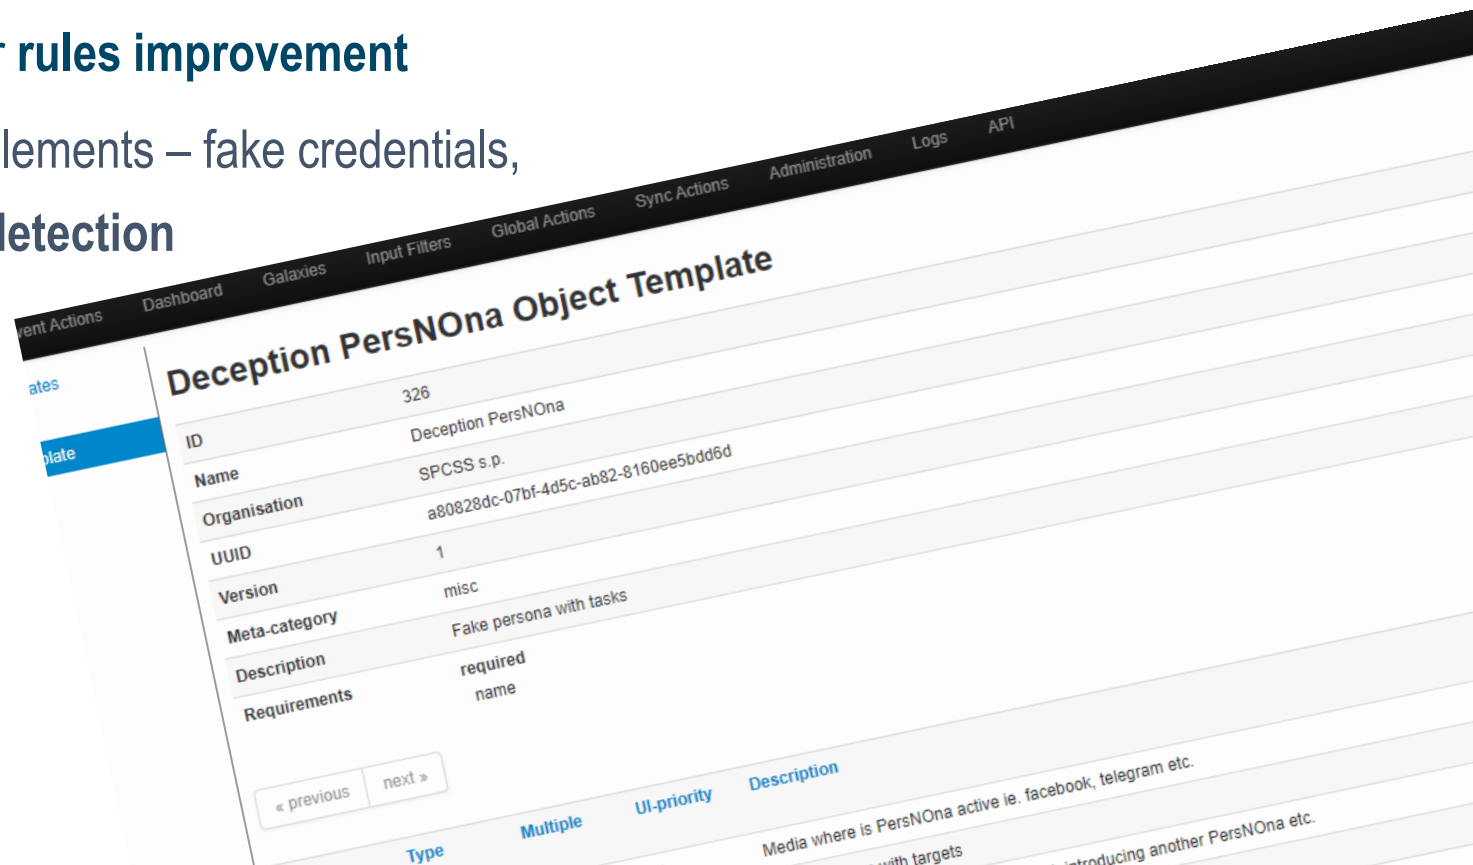 rules improvement
lements – fake credentials,
detection
vent Actions Dashboard Galaxies Input Filters Global Actions Sync Actions Administration Logs API
ates
plate
Deception PersNOna Object Template
ID 326
Name Deception PersNOna
Organisation SPCSS s.p.
UUID a80828dc-07bf-4d5c-ab82-8160ee5bdd6d
Version 1
Meta-category misc
Description Fake persona with tasks
Requirements required
name
« previous next »
Type Multiple UI-priority Description
Media where is PersNOna active ie. facebook, telegram etc.
with targets
introducing another PersNOna etc.